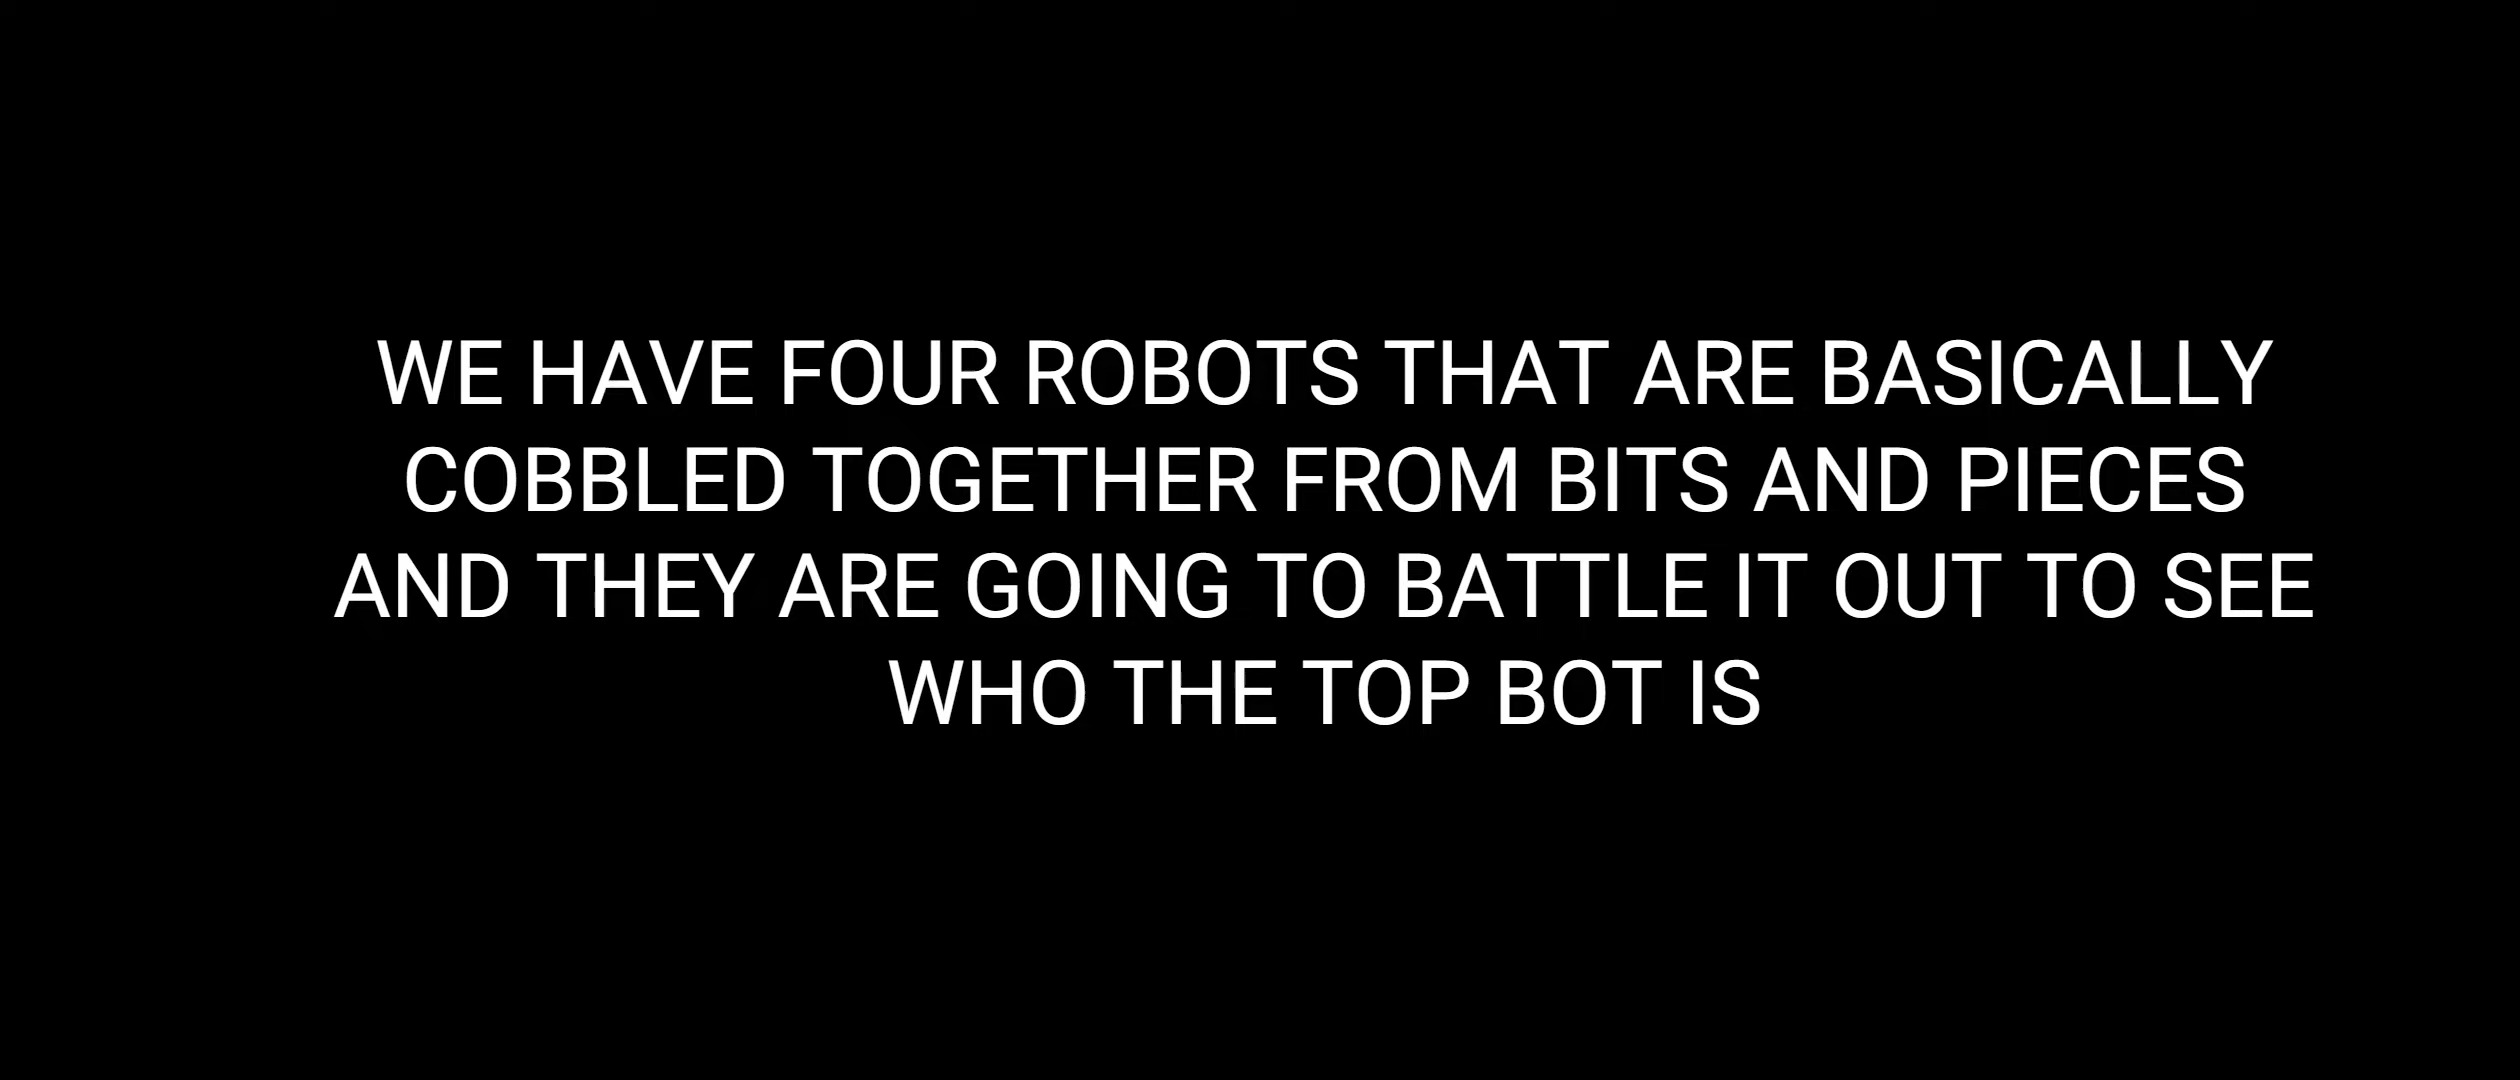 WE HAVE FOUR ROBOTS THAT ARE BASICALLY
COBBLED TOGETHER FROM BITS AND PIECES
AND THEY ARE GOING TO BATTLE IT OUT TO SEE
WHO THE TOP BOT IS